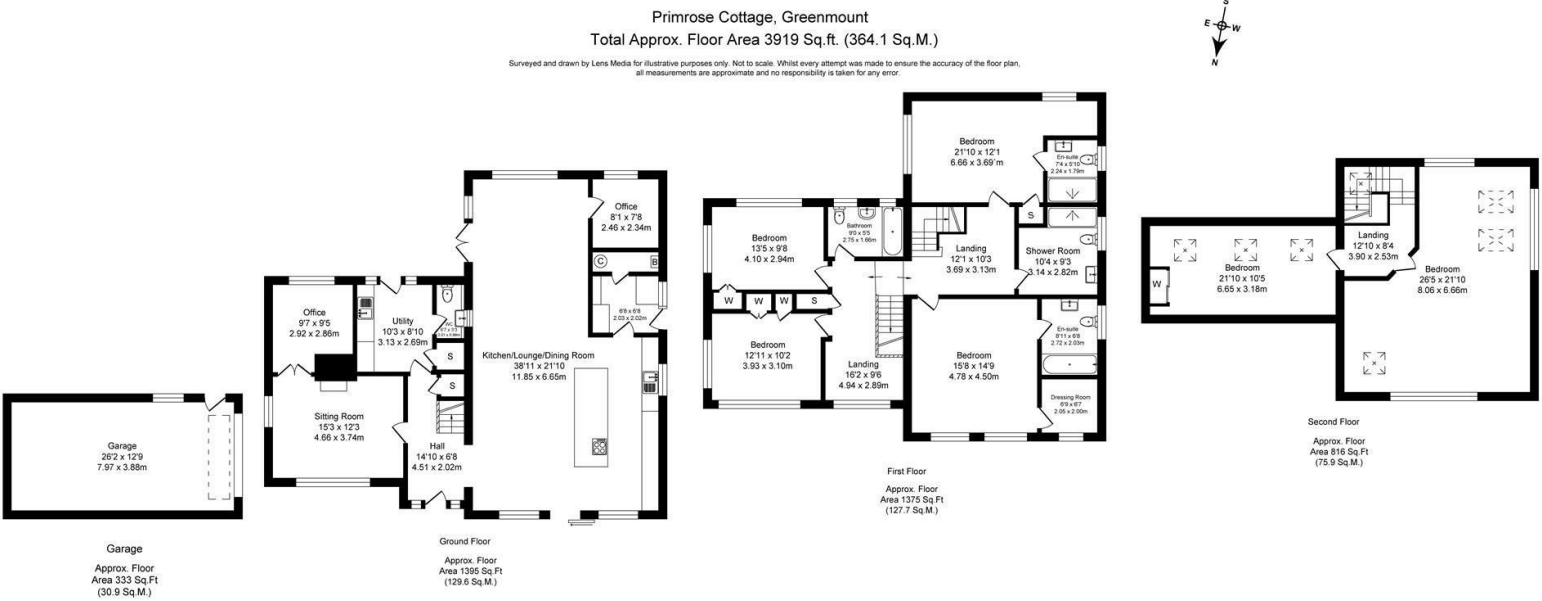 Primrose Cottage, Greenmount
Total Approx. Floor Area 3919 Sq.ft. (364.1 Sq.M.)
Surveyed and drawn by Lens Media for illustrative purposes only. Not to scale. Whilst every attempt was made to ensure the accuracy of the floor plan,
all measurements are approximate and no responsibility is taken for any error.
S
E
W
N
Garage
26'2 x 12'9
7.97 x 3.88m
Garage
Approx. Floor
Area 333 Sq.Ft
(30.9 Sq.M.)
Office
9'7 x 9'5
2.92 x 2.86m
Utility
10'3 x 8'10
3.13 x 2.69m
WC
S
S
Sitting Room
15'3 x 12'3
4.66 x 3.74m
Hall
14'10 x 6'8
4.51 x 2.02m
Kitchen/Lounge/Dining Room
38'11 x 21'10
11.85 x 6.65m
Office
8'1 x 7'8
2.46 x 2.34m
C
B
6'8 x 6'8
2.03 x 2.02m
Ground Floor
Approx. Floor
Area 1395 Sq.Ft
(129.6 Sq.M.)
Bedroom
21'10 x 12'1
6.66 x 3.69`m
En-suite
7'4 x 5'10
2.24 x 1.79m
Bedroom
13'5 x 9'8
4.10 x 2.94m
Bathroom
9'0 x 5'5
2.75 x 1.66m
Landing
12'1 x 10'3
3.69 x 3.13m
S
Shower Room
10'4 x 9'3
3.14 x 2.82m
W
W
W
S
Bedroom
12'11 x 10'2
3.93 x 3.10m
Landing
16'2 x 9'6
4.94 x 2.89m
Bedroom
15'8 x 14'9
4.78 x 4.50m
En-suite
8'11 x 6'8
2.72 x 2.03m
Dressing Room
6'9 x 6'7
2.05 x 2.00m
First Floor
Approx. Floor
Area 1375 Sq.Ft
(127.7 Sq.M.)
W
Bedroom
21'10 x 10'5
6.65 x 3.18m
Landing
12'10 x 8'4
3.90 x 2.53m
Bedroom
26'5 x 21'10
8.06 x 6.66m
Second Floor
Approx. Floor
Area 816 Sq.Ft
(75.9 Sq.M.)